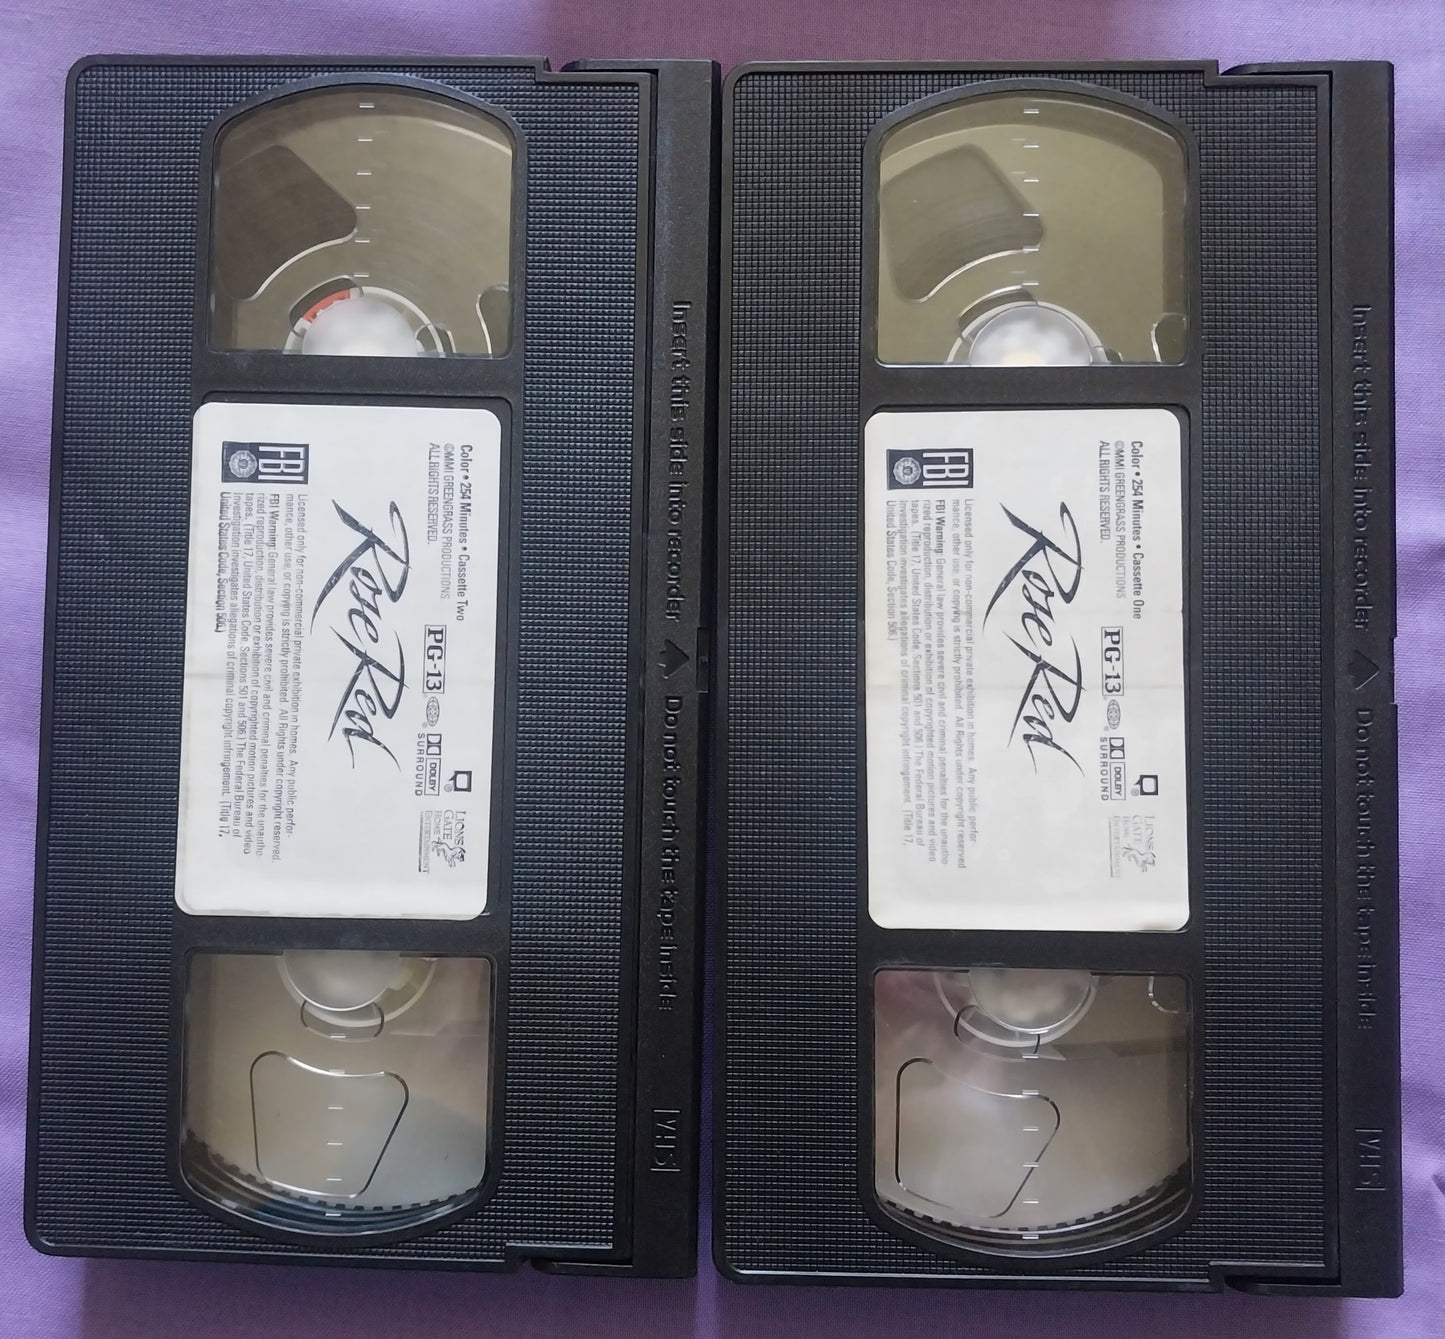 Color • 254 Minutes • Cassette Two
©MMI GREENGRASS PRODUCTIONS
ALL RIGHTS RESERVED.
PG-13
®
DOLBY
SURROUND
LIONS
GATE
HOME
ENTERTAINMENT
Rose Red
FBI
Licensed only for non-commercial private exhibition in homes. Any public perfor-
mance, other use, or copying is strictly prohibited. All Rights under copyright reserved.
FBI Warning: General law provides severe civil and criminal penalties for the unautho
rized reproduction, distribution or exhibition of copyrighted motion pictures and video
tapes. (Title 17, United States Code, Sections 501 and 506.) The Federal Bureau of
Investigation investigates allegations of criminal copyright infringement. (Title 17,
United States Code, Section 506.)
Insert this side into recorder Do not touch the tape inside
VHS
Color • 254 Minutes • Cassette One
©MMI GREENGRASS PRODUCTIONS
ALL RIGHTS RESERVED.
PG-13
®
DOLBY
SURROUND
LIONS
GATE
HOME
ENTERTAINMENT
Rose Red
FBI
Licensed only for non-commercial private exhibition in homes. Any public perfor-
mance, other use, or copying is strictly prohibited. All Rights under copyright reserved
FBI Warning: General law provides severe civil and criminal penalties for the unautho
rized reproduction, distribution or exhibition of copyrighted motion pictures and video
tapes. (Title 17, United States Code, Sections 501 and 506.) The Federal Bureau of
Investigation investigates allegations of criminal copyright infringement. (Title 17,
United States Code, Section 506.)
Insert this side into recorder Do not touch the tape inside
VHS